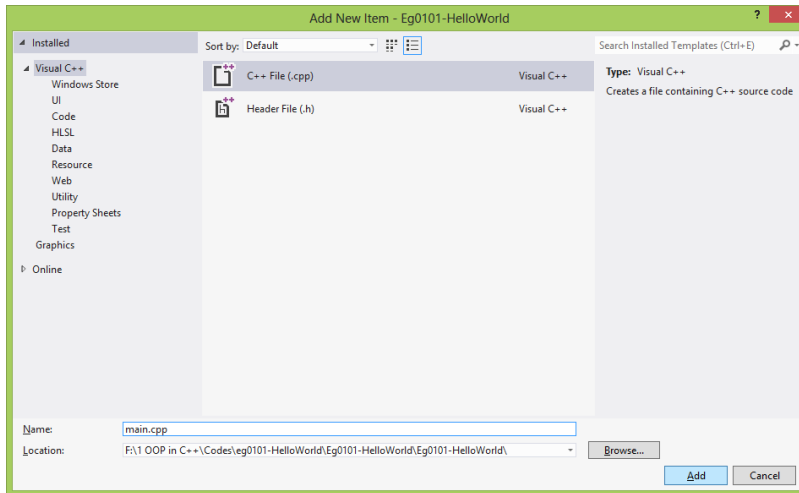 Add New Item - Eg0101-HelloWorld
?
Installed
Sort by: Default
Search Installed Templates (Ctrl+E)
Visual C++
Windows Store
UI
Code
HLSL
Data
Resource
Web
Utility
Property Sheets
Test
Graphics
Online
C++ File (.cpp) Visual C++
Header File (.h) Visual C++
Type: Visual C++
Creates a file containing C++ source code
Name: main.cpp
Location: F:\1 OOP in C++\Codes\eg0101-HelloWorld\Eg0101-HelloWorld\Eg0101-HelloWorld\
Browse...
Add Cancel